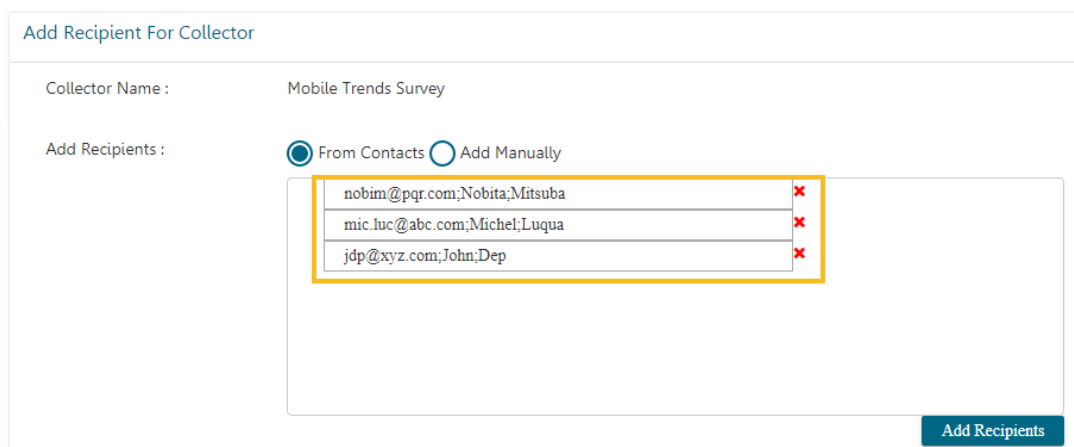 Add Recipient For Collector
Collector Name : Mobile Trends Survey
Add Recipients : From Contacts Add Manually
nobim@pqr.com;Nobita;Mitsuba
mic.luc@abc.com;Michel;Luqua
jdp@xyz.com;John;Dep
Add Recipients